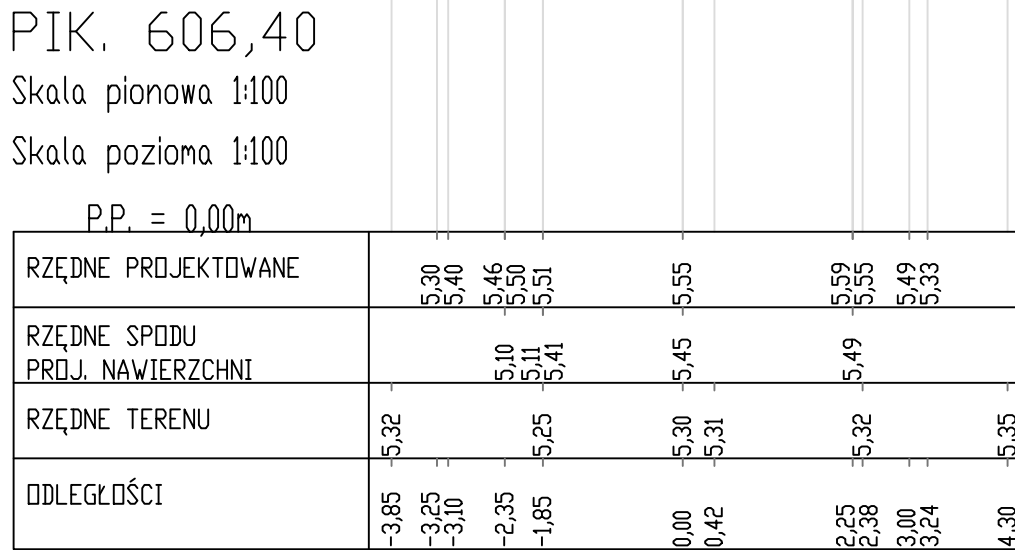 PIK. 606,40
Skala pionowa 1:100
Skala pozioma 1:100
P.P. = 0,00m
RZĘDNE PROJEKTOWANE 5,30 5,40 5,46 5,50 5,51 5,55 5,59 5,55 5,49 5,33
RZĘDNE SPODU
PROJ. NAWIERZCHNI 5,10 5,11 5,41 5,45 5,49
RZĘDNE TERENU 5,32 5,25 5,30 5,31 5,32 5,35
ODLEGŁOŚCI -3,85 -3,25 -3,10 -2,35 -1,85 0,00 0,42 2,25 2,38 3,00 3,24 4,30